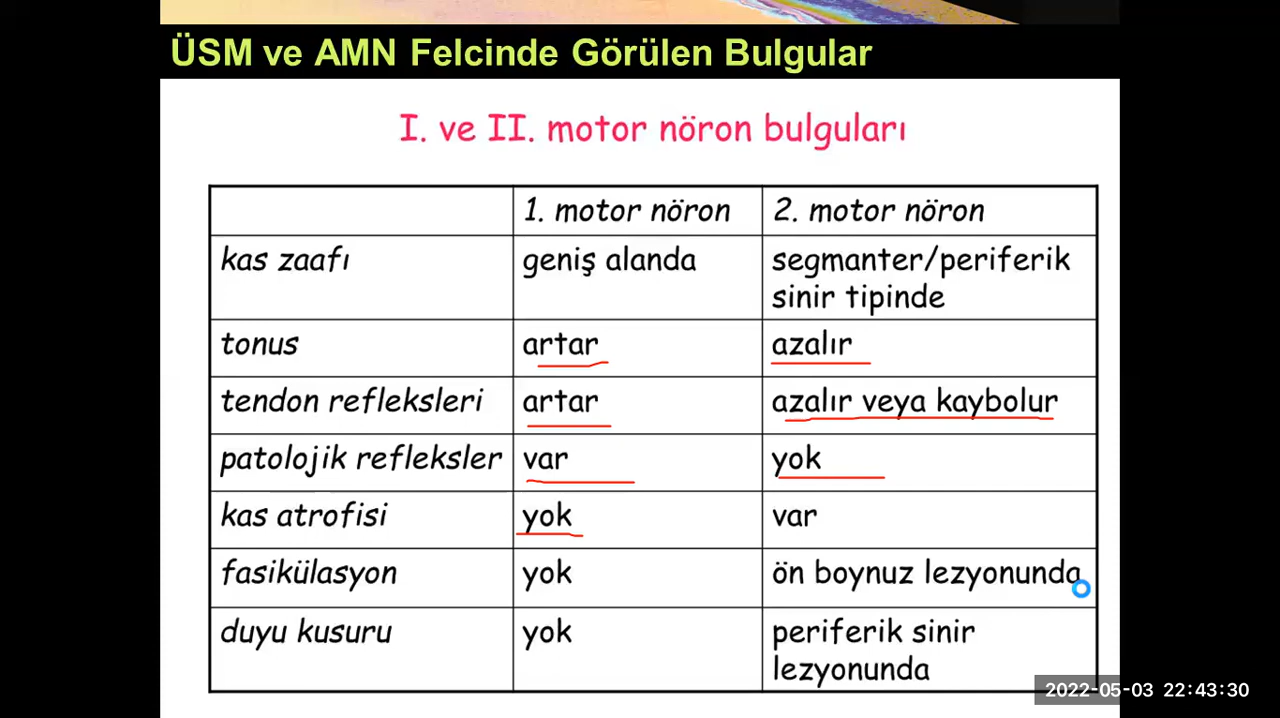 ÜSM ve AMN Felcinde Görülen Bulgular
I. ve II. motor nöron bulguları
1. motor nöron 2. motor nöron
kas zaafı geniş alanda segmanter/periferik
sinir tipinde
tonus artar azalır
tendon refleksleri artar azalır veya kaybolur
patolojik refleksler var yok
kas atrofisi yok var
fasikülasyon yok ön boynuz lezyonunda
duyu kusuru yok periferik sinir
lezyonunda
2022-05-03 22:43:30